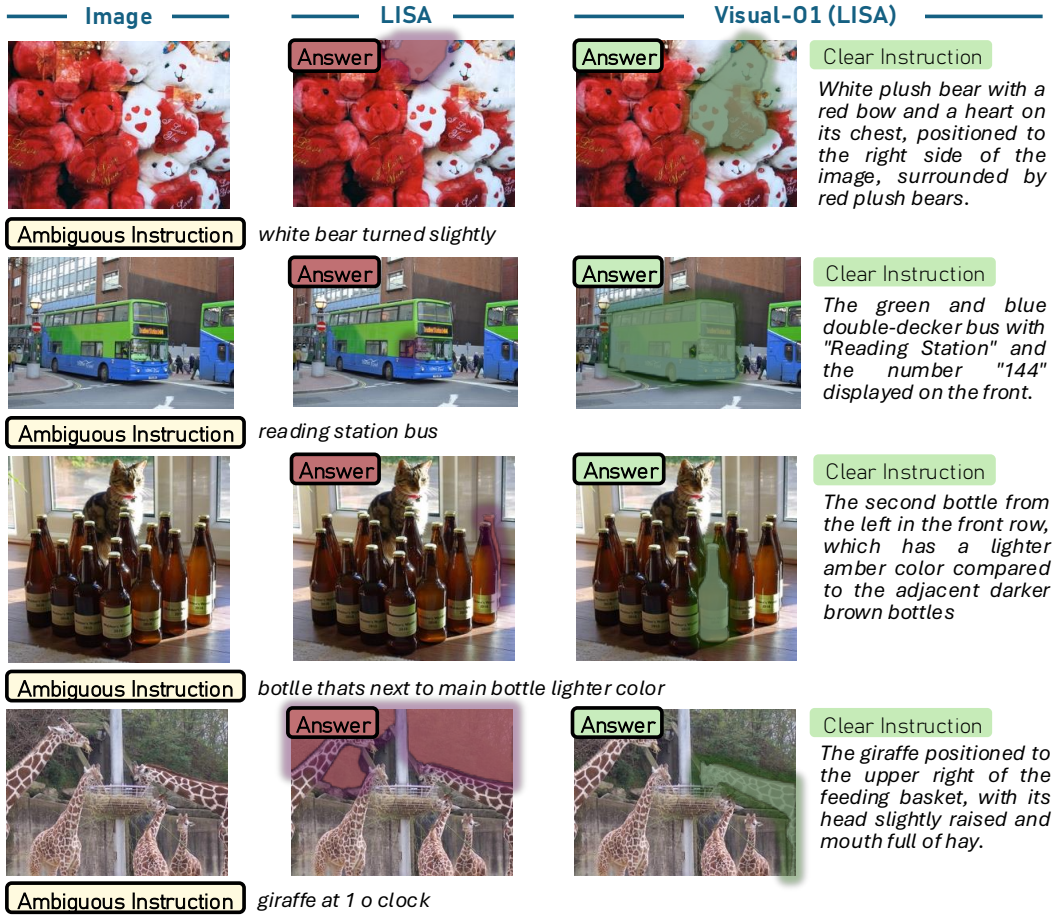 Image LISA Visual-O1 (LISA)
Answer Answer Clear Instruction
White plush bear with a
red bow and a heart on
its chest, positioned to
the right side of the
image, surrounded by
red plush bears.
I Love You
Ambiguous Instruction white bear turned slightly
Answer Answer Clear Instruction
The green and blue
double-decker bus with
"Reading Station" and
the number "144"
displayed on the front.
Ambiguous Instruction reading station bus
Answer Answer Clear Instruction
The second bottle from
the left in the front row,
which has a lighter
amber color compared
to the adjacent darker
brown bottles
Ambiguous Instruction botlle thats next to main bottle lighter color
Answer Answer Clear Instruction
The giraffe positioned to
the upper right of the
feeding basket, with its
head slightly raised and
mouth full of hay.
Ambiguous Instruction giraffe at 1 o clock